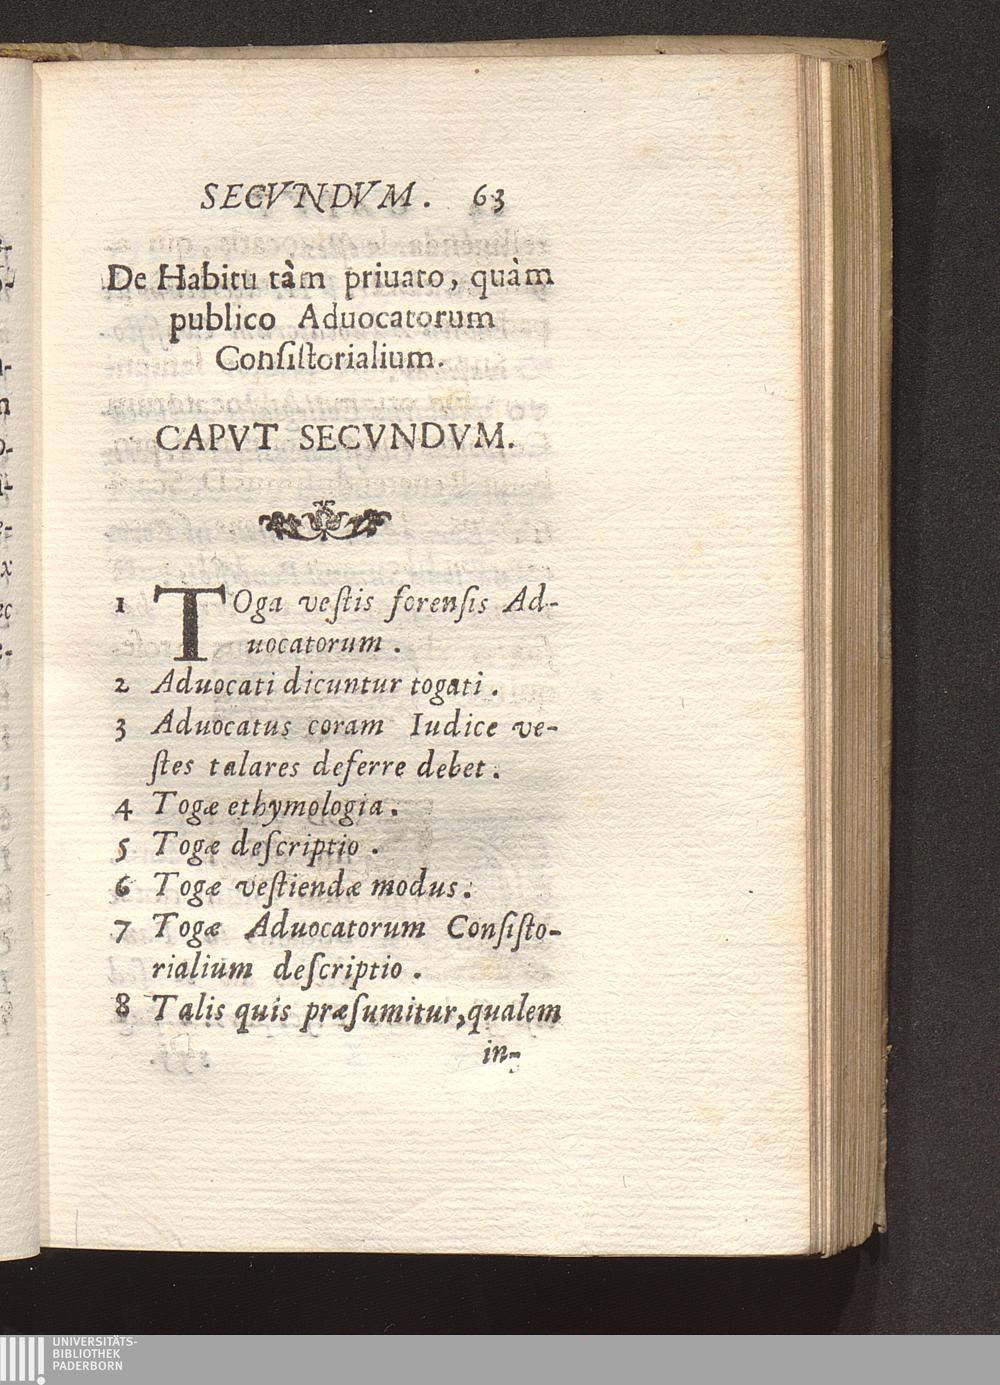 SECVNDVM. 63
De Habitu tàm priuato, quàm
publico Aduocatorum
Consistorialium.
CAPVT SECVNDVM.
1 TOga vestis forensis Ad-
uocatorum.
2 Aduocati dicuntur togati.
3 Aduocatus coram Iudice ve-
stes talares deferre debet.
4 Togæ ethymologia.
5 Togæ descriptio.
6 Togæ vestiendæ modus.
7 Togæ Aduocatorum Consisto-
rialium descriptio.
8 Talis quis præsumitur, qualem
in-
UNIVERSITÄTS-
BIBLIOTHEK
PADERBORN